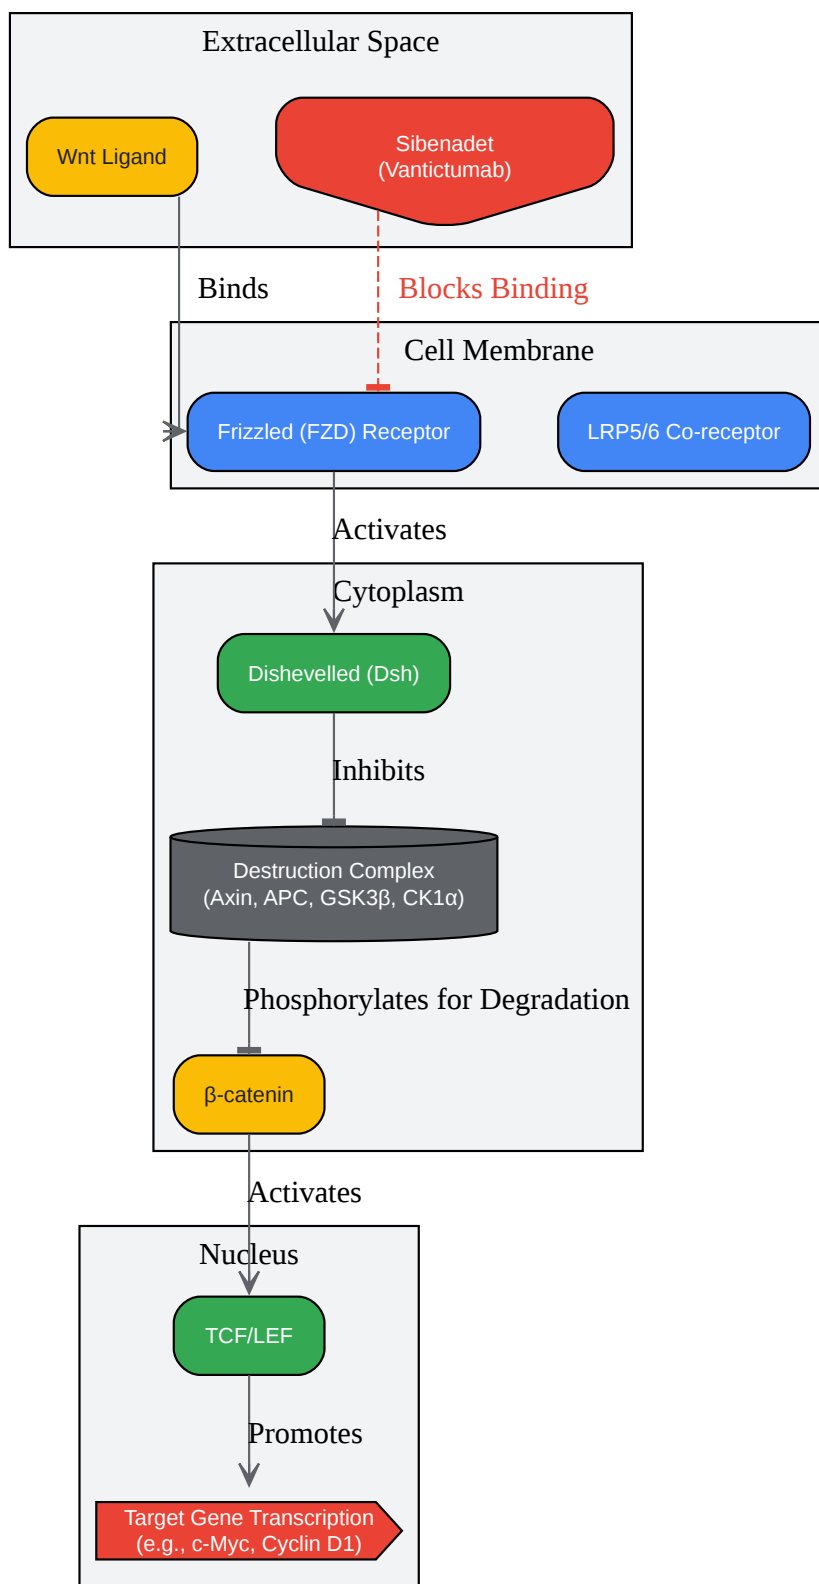 Extracellular Space
Wnt Ligand
Sibenadet
(Vantictumab)
Binds
Blocks Binding
Cell Membrane
Frizzled (FZD) Receptor
LRP5/6 Co-receptor
Activates
Cytoplasm
Dishevelled (Dsh)
Inhibits
Destruction Complex
(Axin, APC, GSK3β, CK1α)
Phosphorylates for Degradation
β-catenin
Activates
Nucleus
TCF/LEF
Promotes
Target Gene Transcription
(e.g., c-Myc, Cyclin D1)